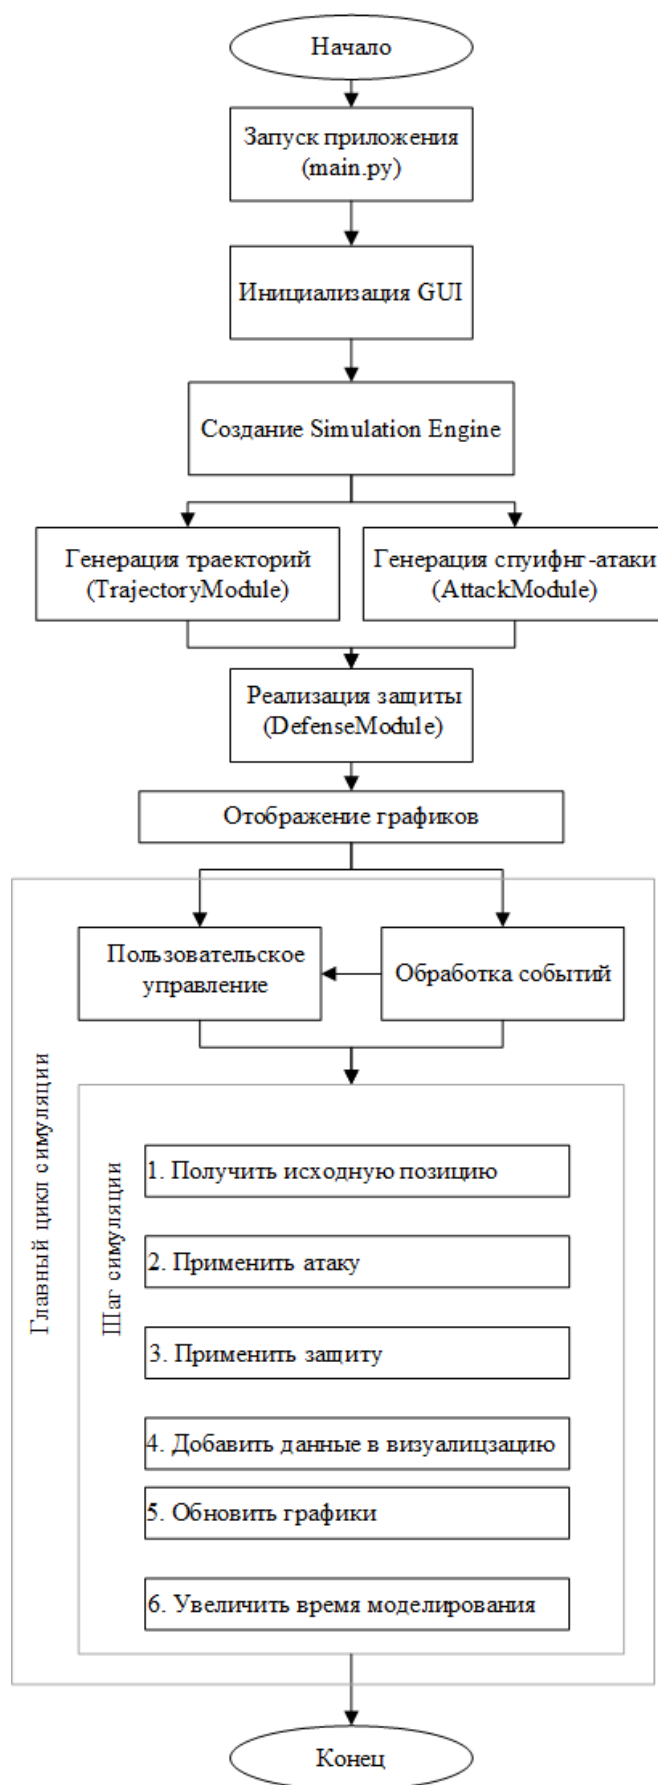 Начало
Запуск приложения
(main.py)
Инициализация GUI
Создание Simulation Engine
Генерация траекторий
(TrajectoryModule)
Генерация спуифнг-атаки
(AttackModule)
Реализация защиты
(DefenseModule)
Отображение графиков
Пользовательское
управление
Обработка событий
Главный цикл симуляции
Шаг симуляции
1. Получить исходную позицию
2. Применить атаку
3. Применить защиту
4. Добавить данные в визуалицзацию
5. Обновить графики
6. Увеличить время моделирования
Конец